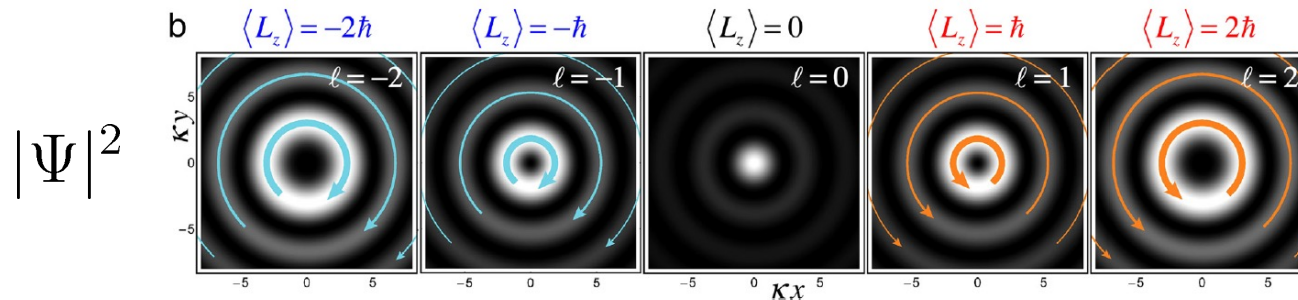 b
⟨L_z⟩ = −2ħ
⟨L_z⟩ = −ħ
⟨L_z⟩ = 0
⟨L_z⟩ = ħ
⟨L_z⟩ = 2ħ
|Ψ|²
κy
5
0
−5
ℓ = −2
ℓ = −1
ℓ = 0
ℓ = 1
ℓ = 2
−5 0 5
−5 0 5
−5 0 5
−5 0 5
−5 0 5
κx